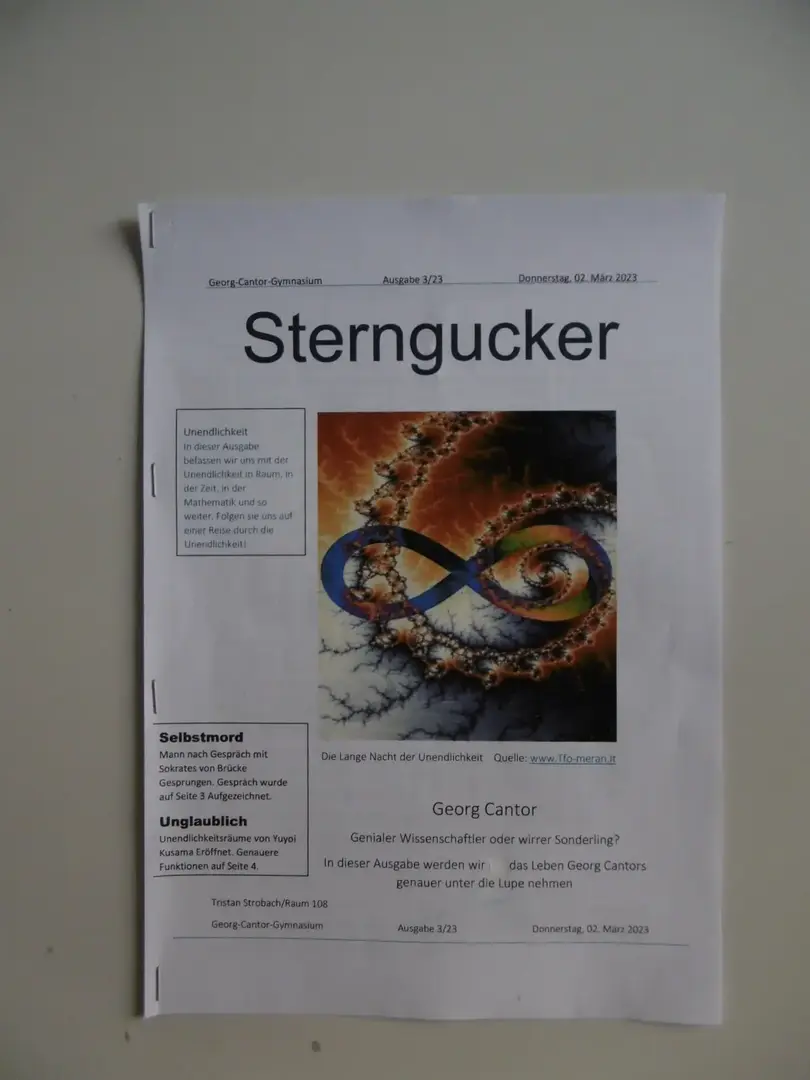 Georg-Cantor-Gymnasium Ausgabe 3/23 Donnerstag, 02. März 2023
Sterngucker
Unendlichkeit
In dieser Ausgabe
befassen wir uns mit der
Unendlichkeit in Raum, in
der Zeit, in der
Mathematik und so
weiter. Folgen sie uns auf
einer Reise durch die
Unendlichkeit!
Die Lange Nacht der Unendlichkeit Quelle: www.Tfo-meran.it
Selbstmord
Mann nach Gespräch mit
Sokrates von Brücke
Gesprungen. Gespräch wurde
auf Seite 3 Aufgezeichnet.
Unglaublich
Unendlichkeitsräume von Yuyoi
Kusama Eröffnet. Genauere
Funktionen auf Seite 4.
Georg Cantor
Genialer Wissenschaftler oder wirrer Sonderling?
In dieser Ausgabe werden wir das Leben Georg Cantors
genauer unter die Lupe nehmen
Tristan Strobach/Raum 108
Georg-Cantor-Gymnasium Ausgabe 3/23 Donnerstag, 02. März 2023